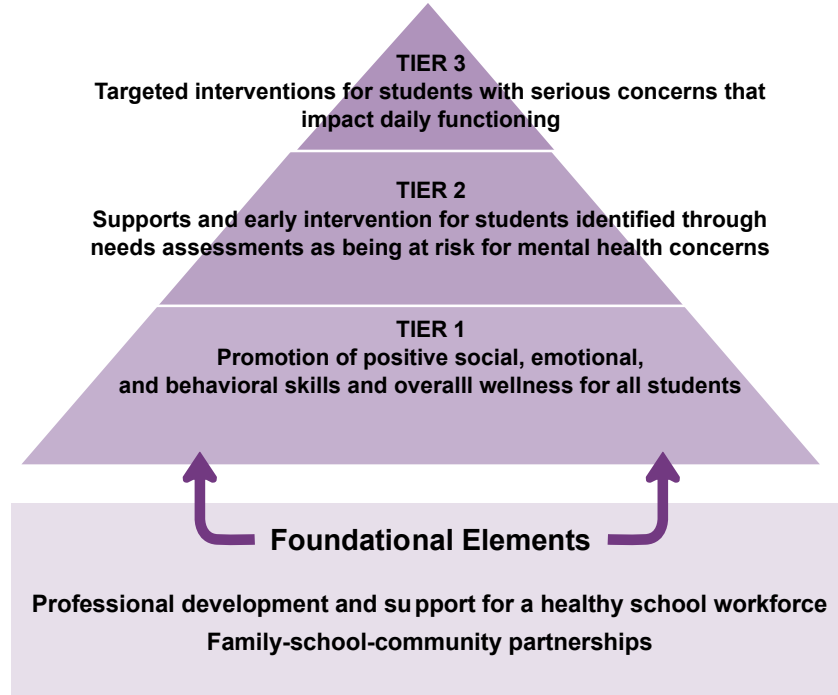 TIER 3
Targeted interventions for students with serious concerns that
impact daily functioning
TIER 2
Supports and early intervention for students identified through
needs assessments as being at risk for mental health concerns
TIER 1
Promotion of positive social, emotional,
and behavioral skills and overalll wellness for all students
Foundational Elements
Professional development and support for a healthy school workforce
Family-school-community partnerships